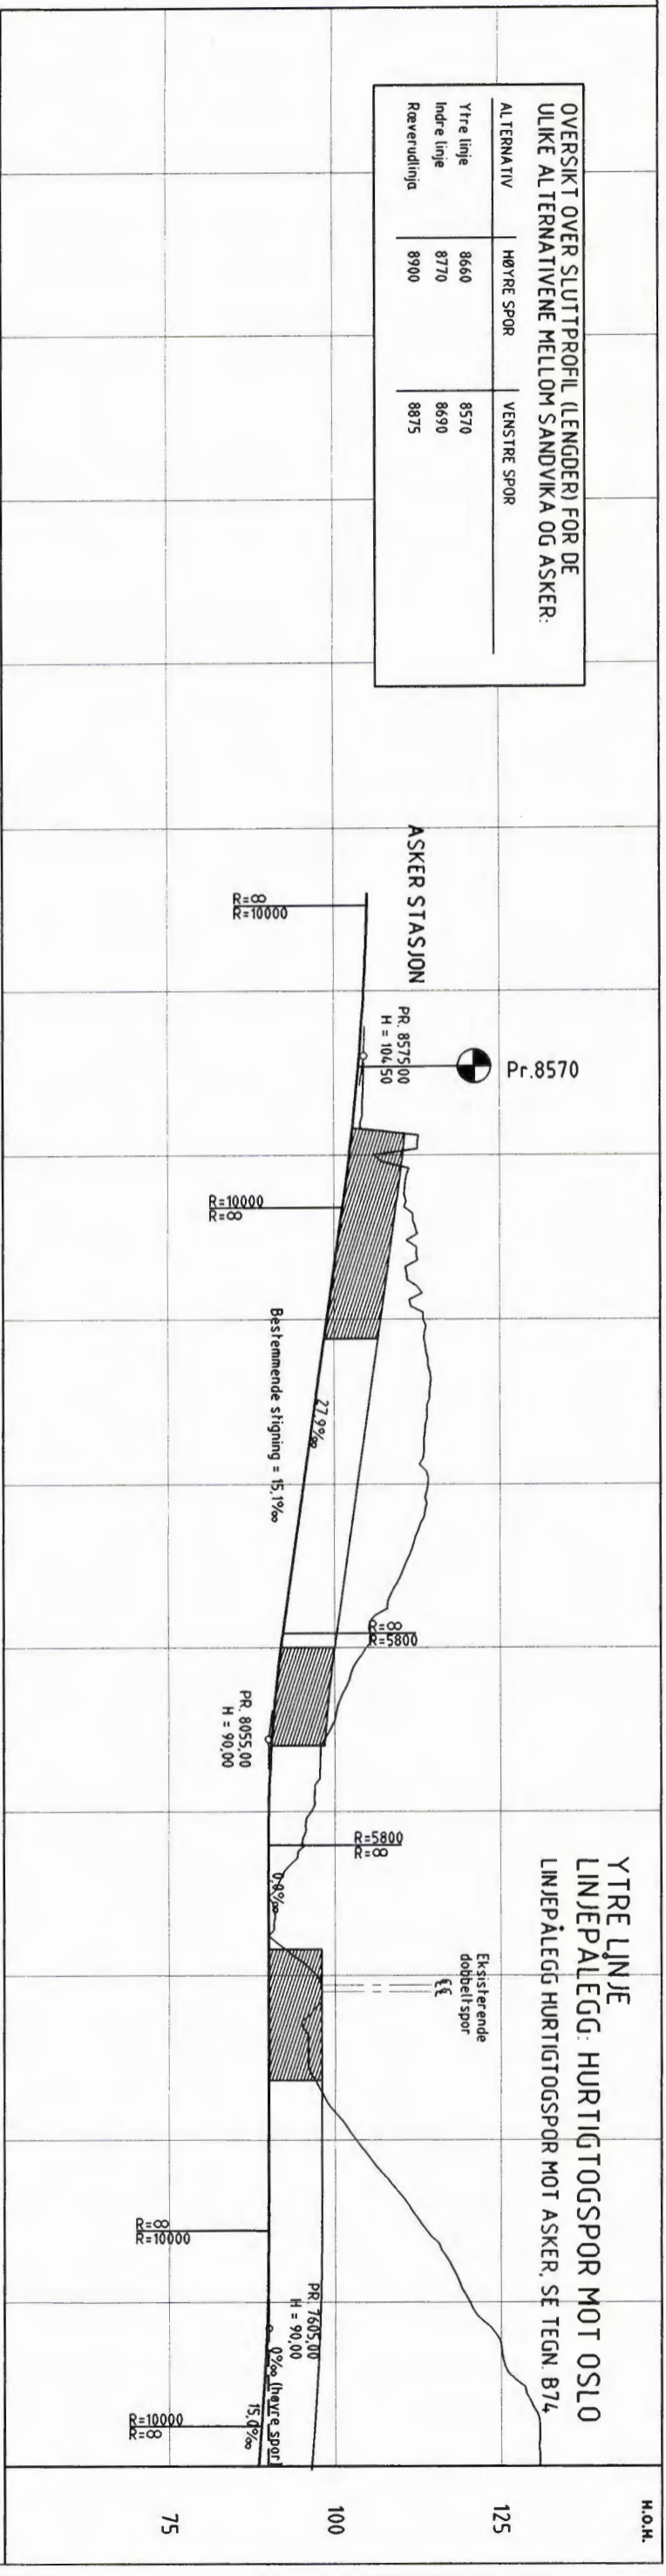 OVERSIKT OVER SLUTTPROFIL (LENGDER) FOR DE
ULIKE ALTERNATIVENE MELLOM SANDVIKA OG ASKER:
ALTERNATIV HØYRE SPOR VENSTRE SPOR
Ytre linje 8660 8570
Indre linje 8770 8690
Ræverudlinja 8900 8875
ASKER STASJON
R=∞
R=10000
PR. 8575,00
H = 104,50
Pr.8570
R=10000
R=∞
27,9‰
Bestemmende stigning = 15,1‰
R=∞
R=5800
PR. 8055,00
H = 90,00
R=5800
R=∞
0,0‰
YTRE LINJE
LINJEPÅLEGG: HURTIGTOGSPOR MOT OSLO
LINJEPÅLEGG HURTIGTOGSPOR MOT ASKER, SE TEGN. B74
Eksisterende
dobbeltspor
R=∞
R=10000
PR. 7605,00
H = 90,00
0‰ (høyre spor)
15,0‰
R=10000
R=∞
H.O.H.
125
100
75